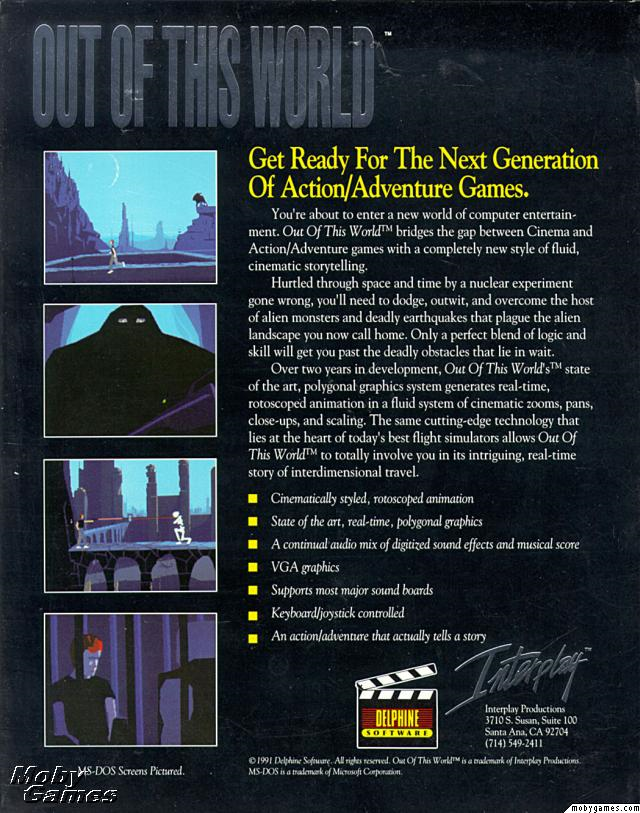 OUT OF THIS WORLD™
Get Ready For The Next Generation
Of Action/Adventure Games.
You're about to enter a new world of computer entertain-
ment. Out Of This World™ bridges the gap between Cinema and
Action/Adventure games with a completely new style of fluid,
cinematic storytelling.
Hurtled through space and time by a nuclear experiment
gone wrong, you'll need to dodge, outwit, and overcome the host
of alien monsters and deadly earthquakes that plague the alien
landscape you now call home. Only a perfect blend of logic and
skill will get you past the deadly obstacles that lie in wait.
Over two years in development, Out Of This World's™ state
of the art, polygonal graphics system generates real-time,
rotoscoped animation in a fluid system of cinematic zooms, pans,
close-ups, and scaling. The same cutting-edge technology that
lies at the heart of today's best flight simulators allows Out Of
This World™ to totally involve you in its intriguing, real-time
story of interdimensional travel.
Cinematically styled, rotoscoped animation
State of the art, real-time, polygonal graphics
A continual audio mix of digitized sound effects and musical score
VGA graphics
Supports most major sound boards
Keyboard/joystick controlled
An action/adventure that actually tells a story
DELPHINE
SOFTWARE
Interplay™
Interplay Productions
3710 S. Susan, Suite 100
Santa Ana, CA 92704
(714) 549-2411
©1991 Delphine Software. All rights reserved. Out Of This World™ is a trademark of Interplay Productions.
MS-DOS is a trademark of Microsoft Corporation.
MS-DOS Screens Pictured.
Moby
Games
mobygames.com